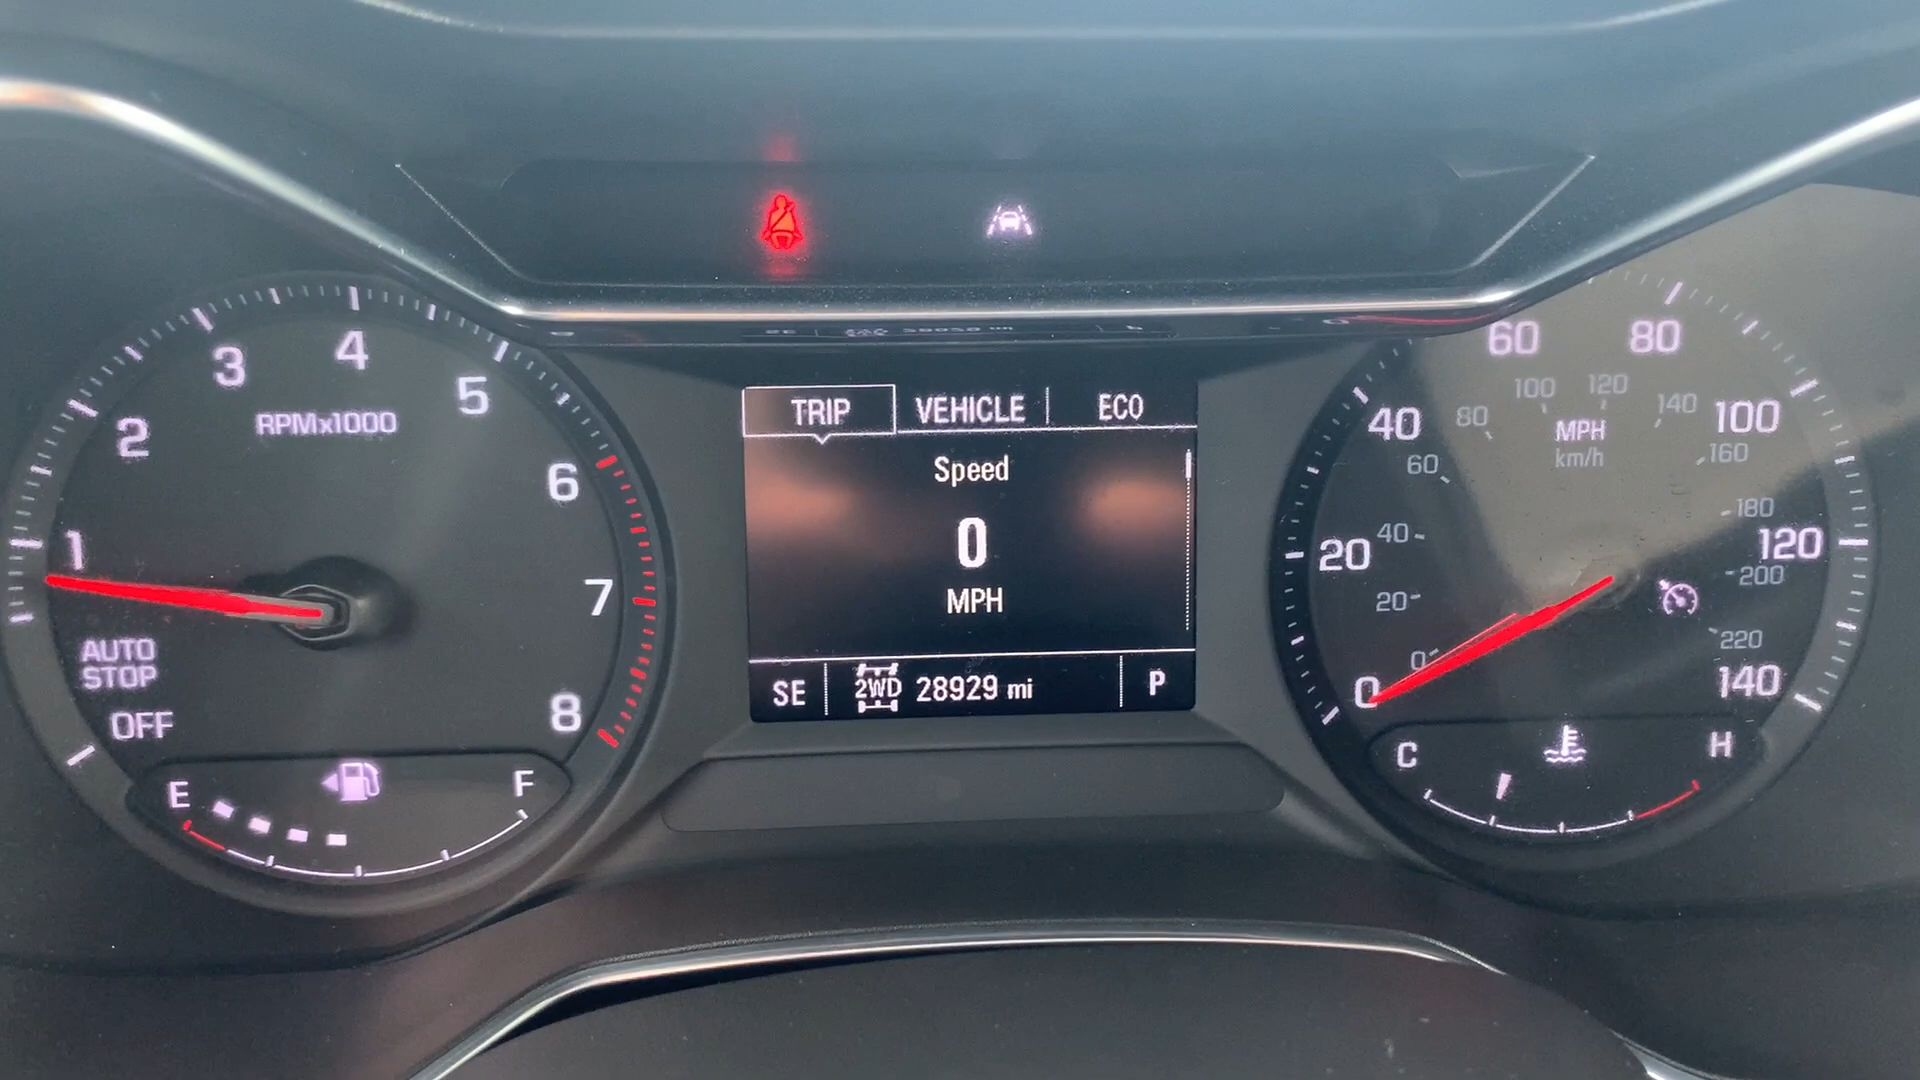 4
3
5
2
RPMx1000
6
1
7
AUTO
STOP
OFF
8
E
F
TRIP VEHICLE ECO
Speed
0
MPH
SE 2WD 28929 mi P
60 80
100 120
40 80 MPH 140 100
60 km/h 160
180
20 40 120
200
20
220
0 0 140
C H